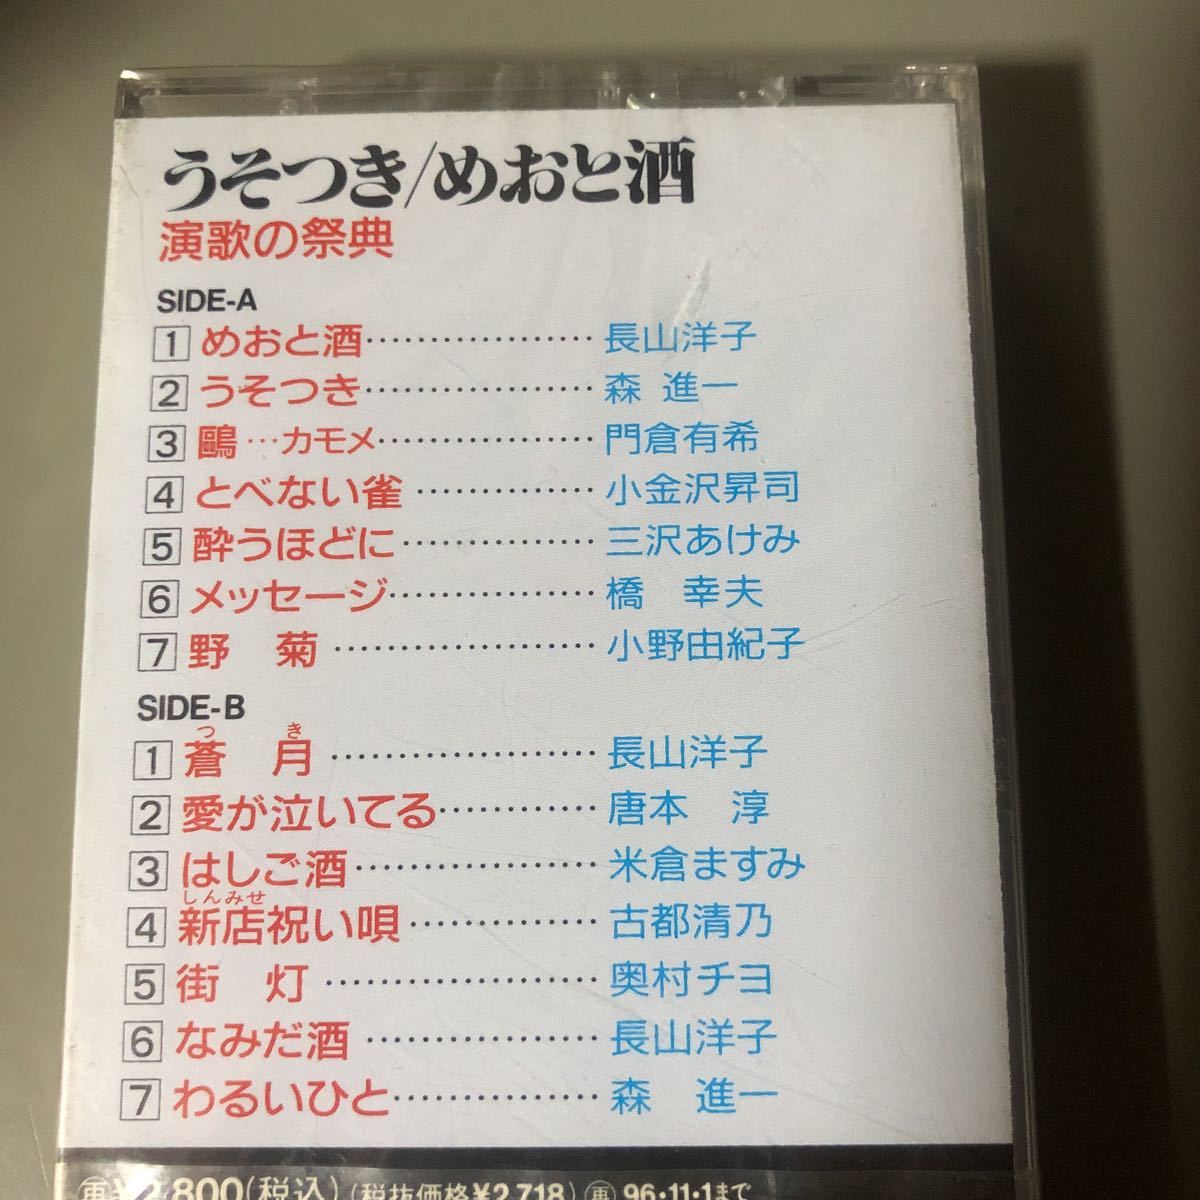 うそつき/めおと酒
演歌の祭典
SIDE-A
1 めおと酒………………… 長山洋子
2 うそつき………………… 森 進一
3 鷗…カモメ………………… 門倉有希
4 とべない雀 …………… 小金沢昇司
5 酔うほどに…………… 三沢あけみ
6 メッセージ……………… 橋 幸夫
7 野 菊 ………………… 小野由紀子
SIDE-B
つ き
1 蒼 月 ………………… 長山洋子
2 愛が泣いてる………… 唐本 淳
3 はしご酒……………… 米倉ますみ
しんみせ
4 新店祝い唄 …………… 古都清乃
5 街 灯 ………………… 奥村チヨ
6 なみだ酒 ……………… 長山洋子
7 わるいひと…………… 森 進一
再¥2,800(税込)(税抜価格¥2,718)再96・11・1まで